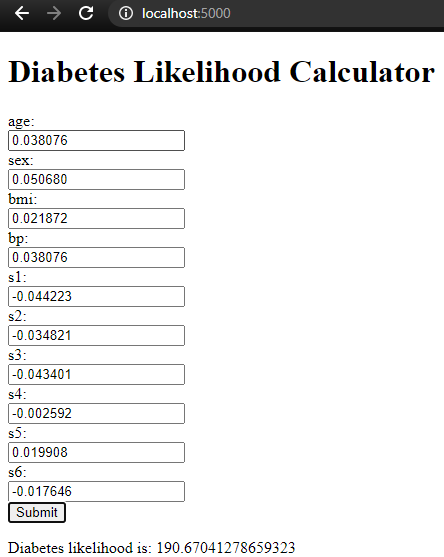 localhost:5000
Diabetes Likelihood Calculator
age:
0.038076
sex:
0.050680
bmi:
0.021872
bp:
0.038076
s1:
-0.044223
s2:
-0.034821
s3:
-0.043401
s4:
-0.002592
s5:
0.019908
s6:
-0.017646
Submit
Diabetes likelihood is: 190.67041278659323